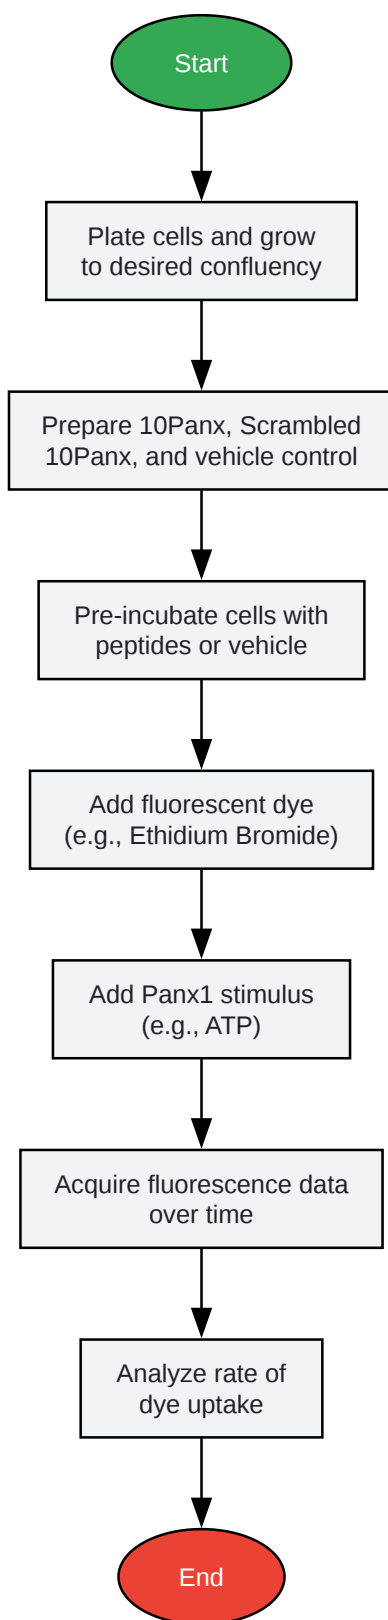 Start
Plate cells and grow
to desired confluency
Prepare 10Panx, Scrambled
10Panx, and vehicle control
Pre-incubate cells with
peptides or vehicle
Add fluorescent dye
(e.g., Ethidium Bromide)
Add Panx1 stimulus
(e.g., ATP)
Acquire fluorescence data
over time
Analyze rate of
dye uptake
End